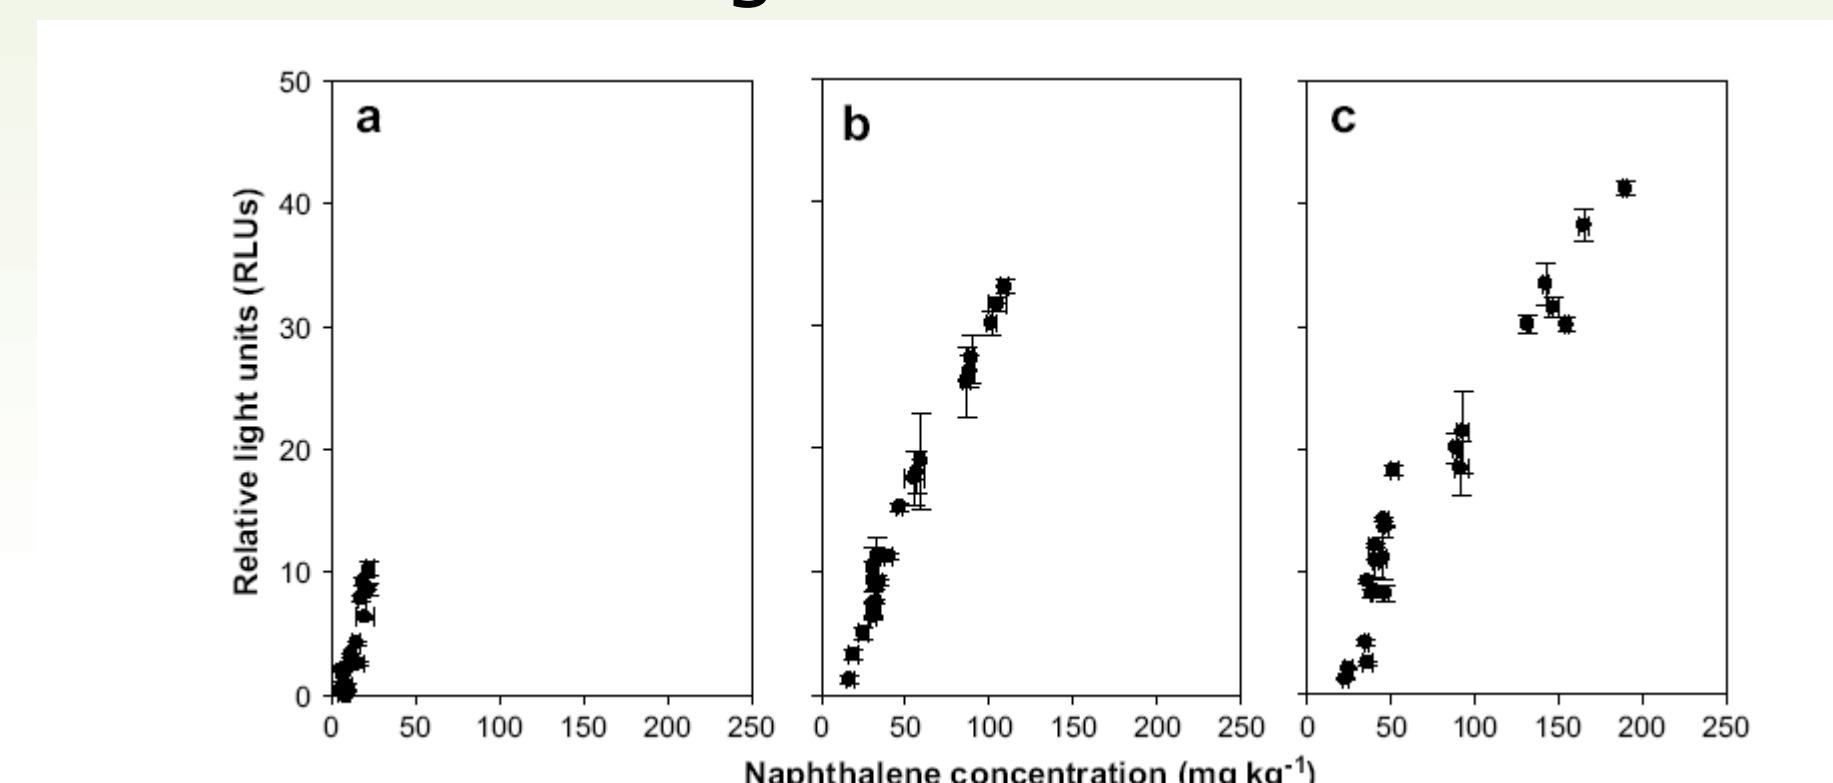 a
b
c
50
40
30
20
10
0
Relative light units (RLUs)
0 50 100 150 200 250
0 50 100 150 200 250
0 50 100 150 200 250
Naphthalene concentration (mg kg⁻¹)